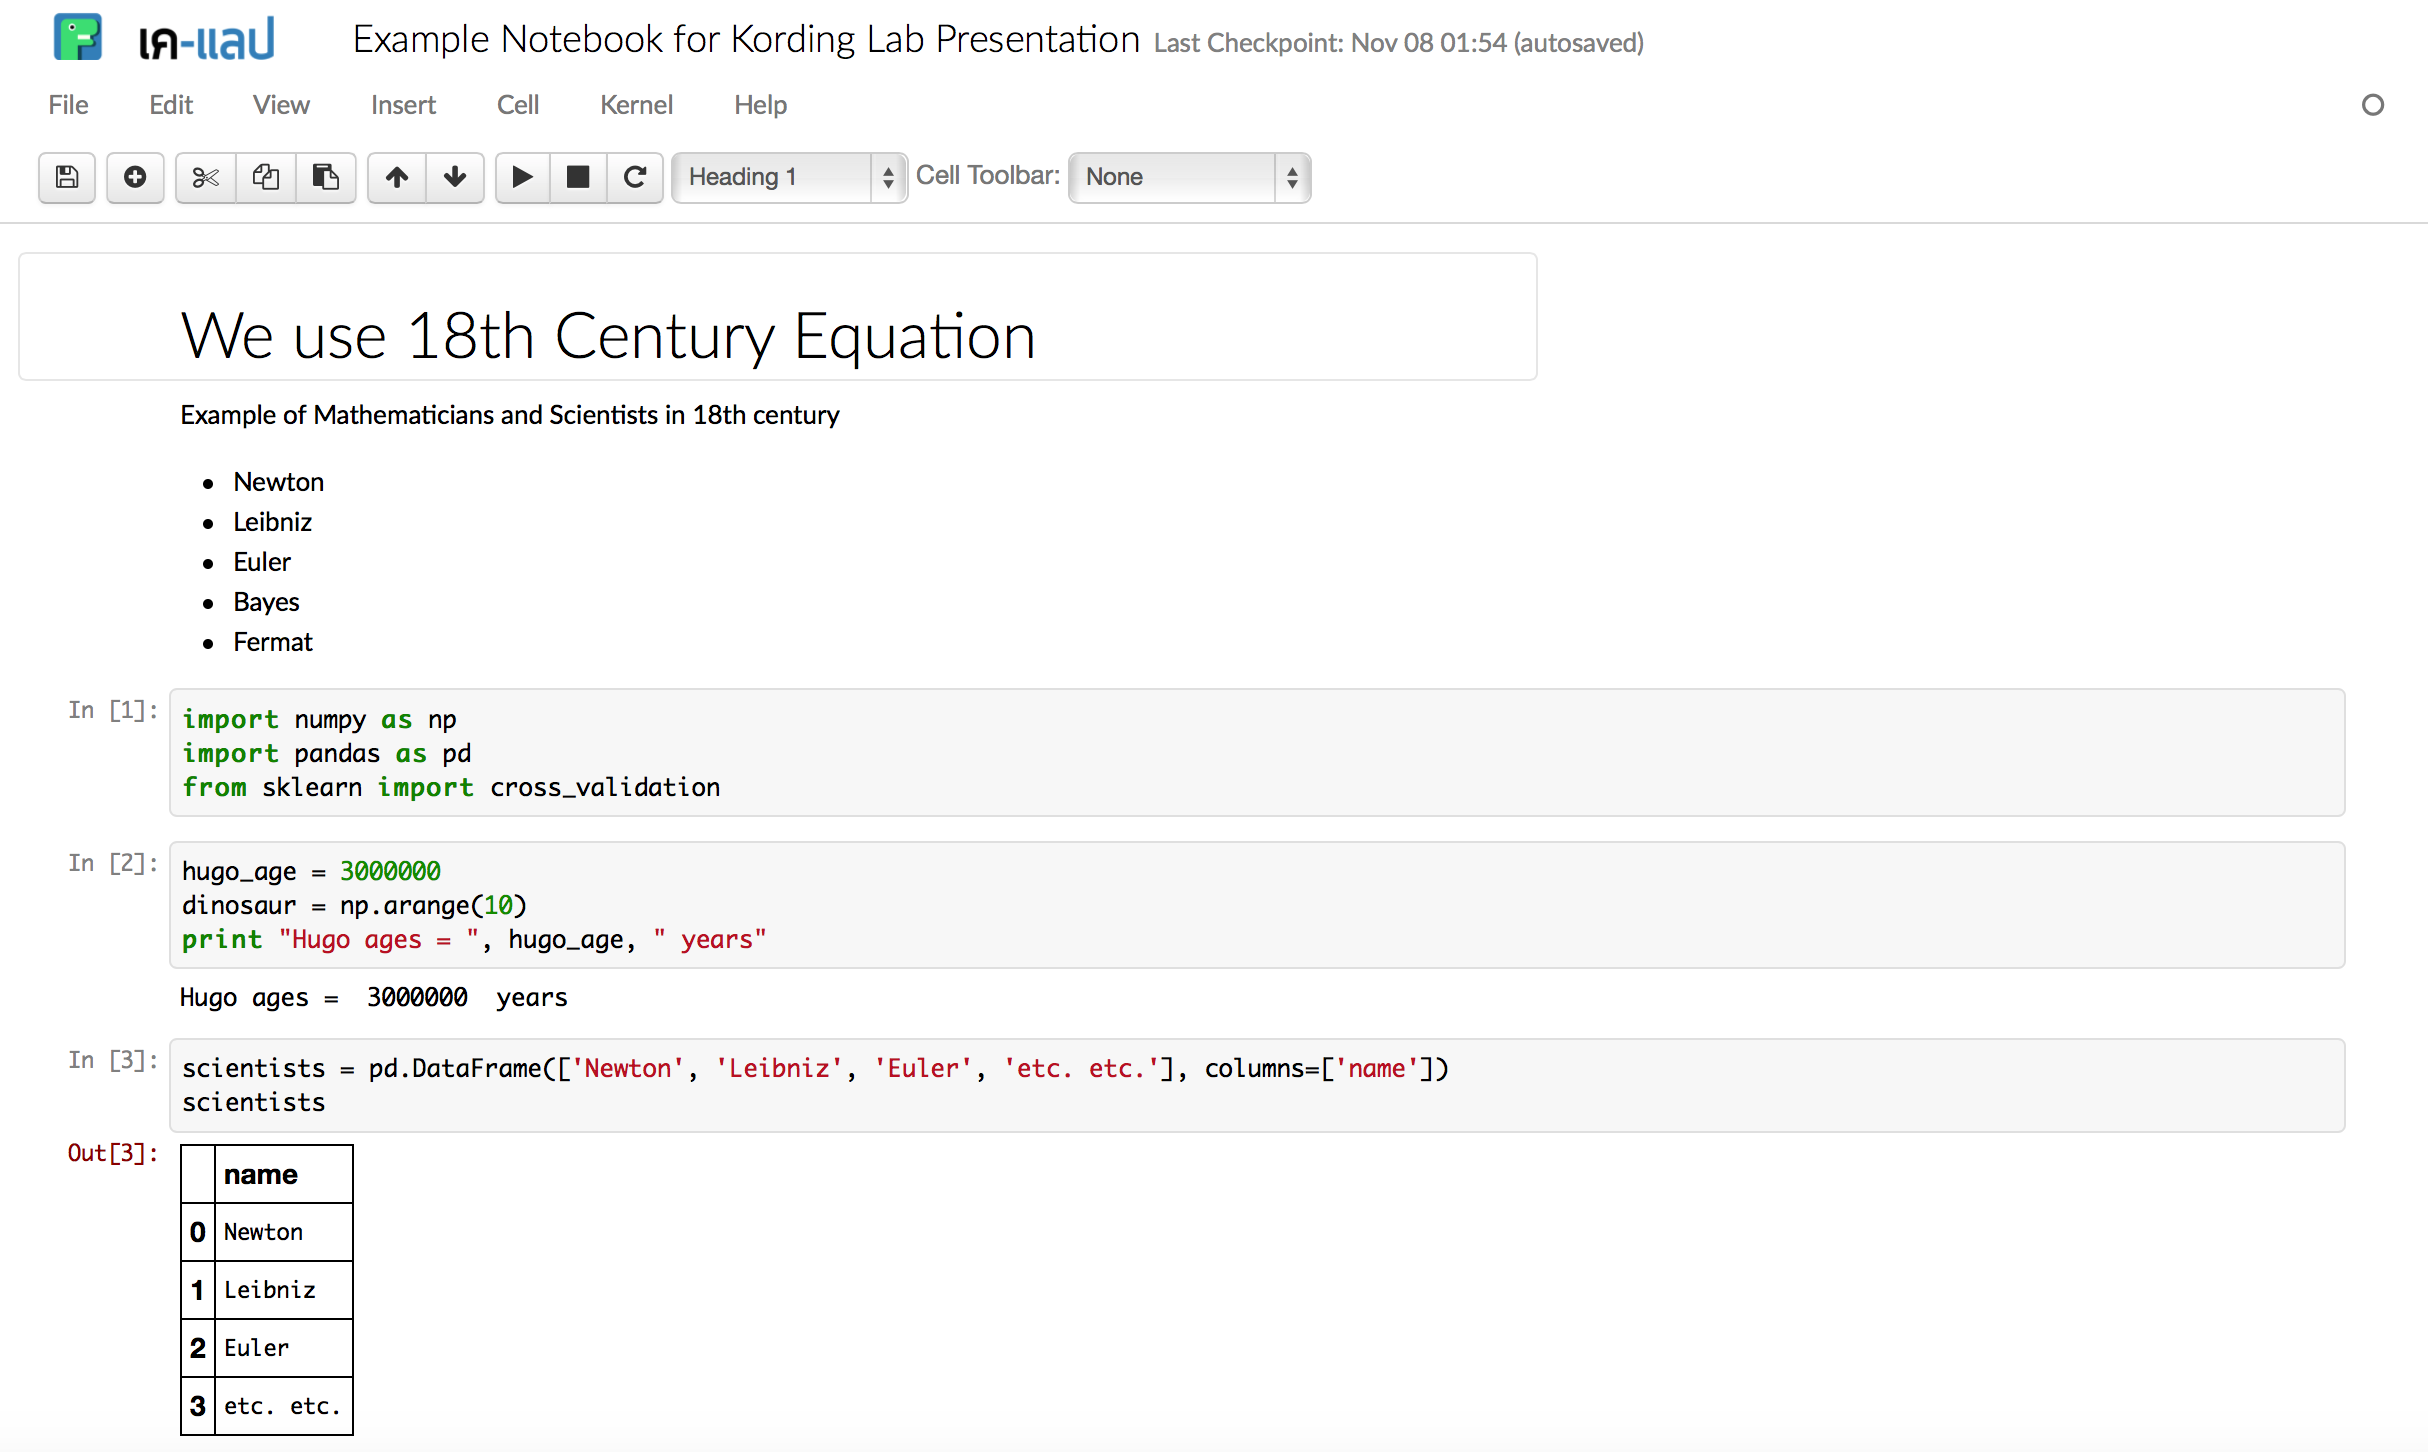 เค-แลป Example Notebook for Kording Lab Presentation Last Checkpoint: Nov 08 01:54 (autosaved)
File Edit View Insert Cell Kernel Help
Heading 1 Cell Toolbar: None
We use 18th Century Equation
Example of Mathematicians and Scientists in 18th century
Newton
Leibniz
Euler
Bayes
Fermat
In [1]: import numpy as np
import pandas as pd
from sklearn import cross_validation
In [2]: hugo_age = 3000000
dinosaur = np.arange(10)
print "Hugo ages = ", hugo_age, " years"
Hugo ages =  3000000  years
In [3]: scientists = pd.DataFrame(['Newton', 'Leibniz', 'Euler', 'etc. etc.'], columns=['name'])
scientists
Out[3]:
name
0 Newton
1 Leibniz
2 Euler
3 etc. etc.